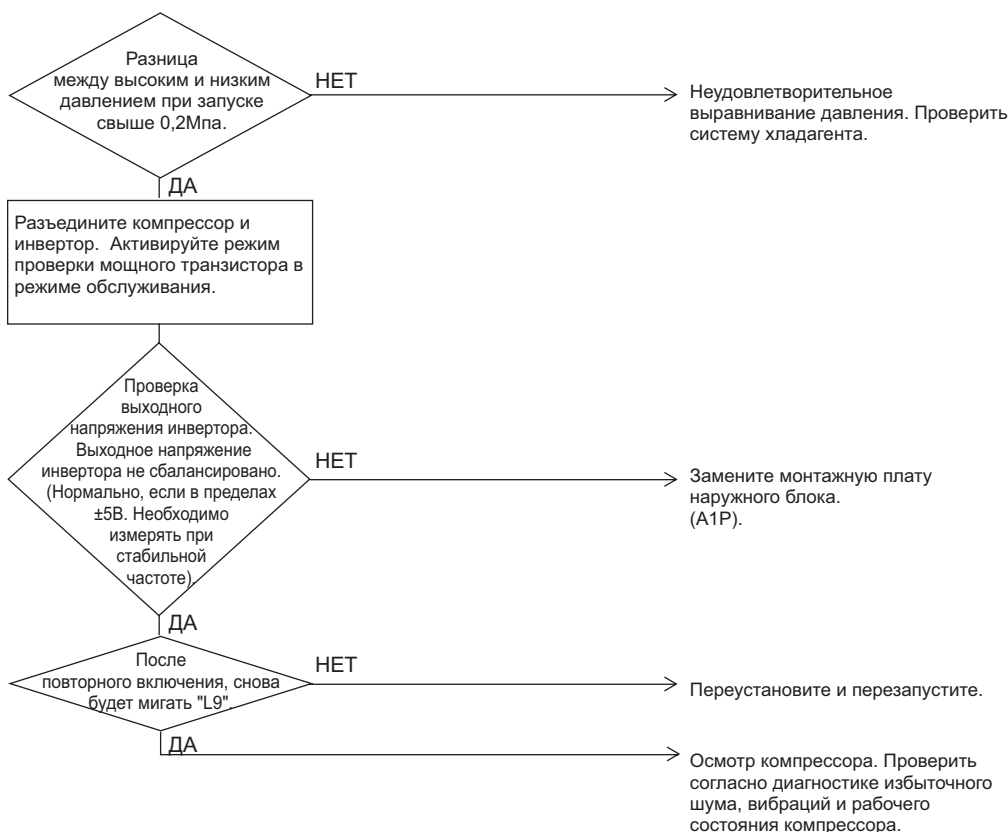 Разница
между высоким и низким
давлением при запуске
свыше 0,2Мпа.
НЕТ
Неудовлетворительное
выравнивание давления. Проверить
систему хладагента.
ДА
Разъедините компрессор и
инвертор. Активируйте режим
проверки мощного транзистора в
режиме обслуживания.
Проверка
выходного
напряжения инвертора.
Выходное напряжение
инвертора не сбалансировано.
(Нормально, если в пределах
±5В. Необходимо
измерять при
стабильной
частоте).
НЕТ
Замените монтажную плату
наружного блока.
(A1P).
ДА
После
повторного включения, снова
будет мигать "L9".
НЕТ
Переустановите и перезапустите.
ДА
Осмотр компрессора. Проверить
согласно диагностике избыточного
шума, вибраций и рабочего
состояния компрессора.